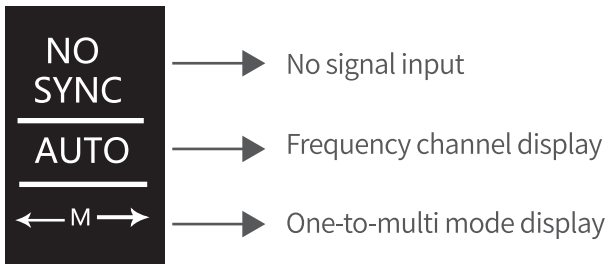 NO
SYNC
No signal input
AUTO
Frequency channel display
M
One-to-multi mode display